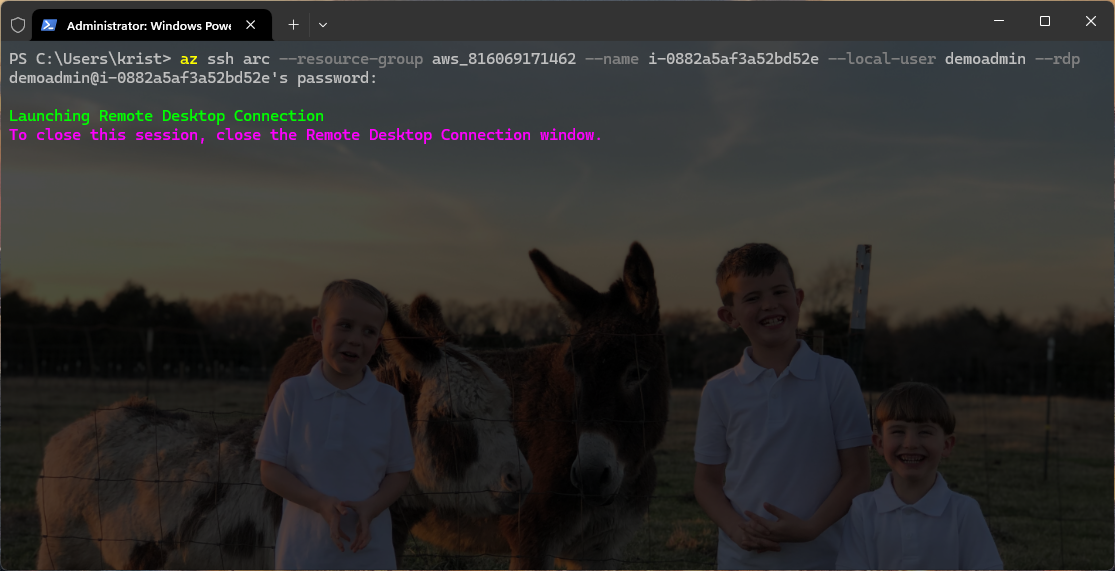 Administrator: Windows Powe
PS C:\Users\krist> az ssh arc --resource-group aws_816069171462 --name i-0882a5af3a52bd52e --local-user demoadmin --rdp
demoadmin@i-0882a5af3a52bd52e's password:
Launching Remote Desktop Connection
To close this session, close the Remote Desktop Connection window.